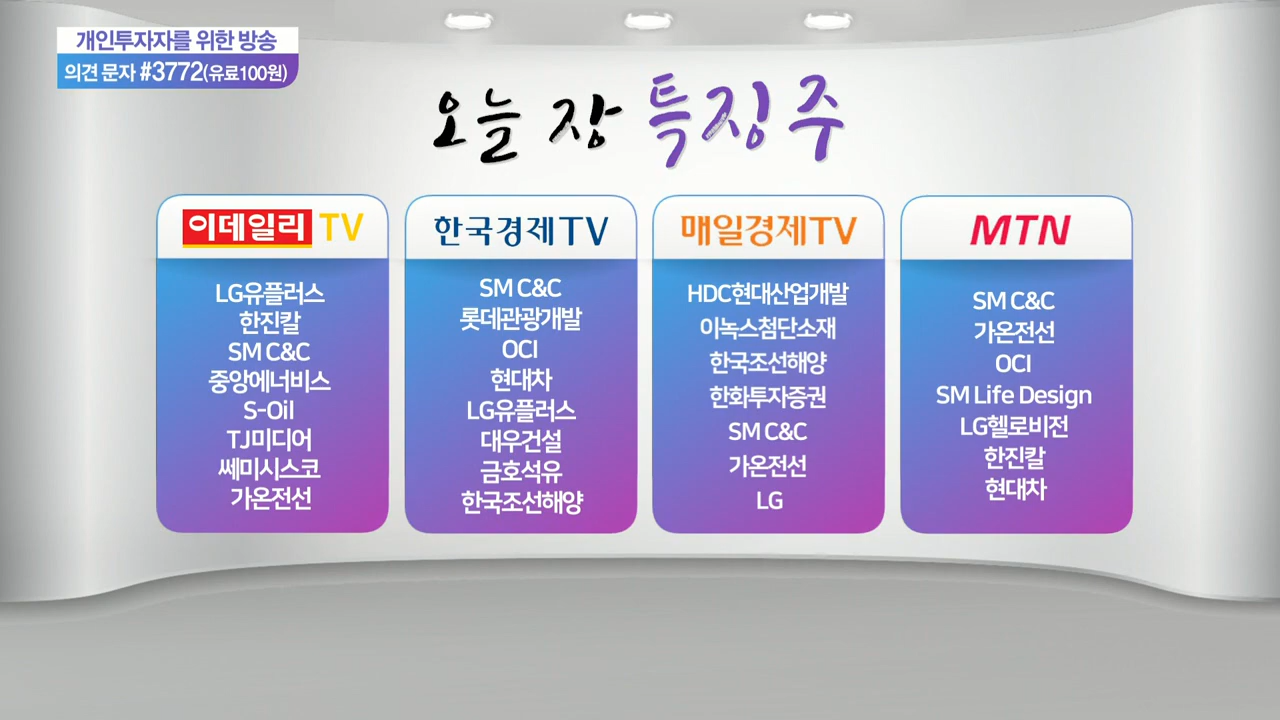 개인투자자를 위한 방송
의견 문자 #3772(유료100원)
오늘 장 특징주
이데일리 TV
LG유플러스
한진칼
SM C&C
중앙에너비스
S-Oil
TJ미디어
쎄미시스코
가온전선
한국경제TV
SM C&C
롯데관광개발
OCI
현대차
LG유플러스
대우건설
금호석유
한국조선해양
매일경제TV
HDC현대산업개발
이녹스첨단소재
한국조선해양
한화투자증권
SM C&C
가온전선
LG
MTN
SM C&C
가온전선
OCI
SM Life Design
LG헬로비전
한진칼
현대차